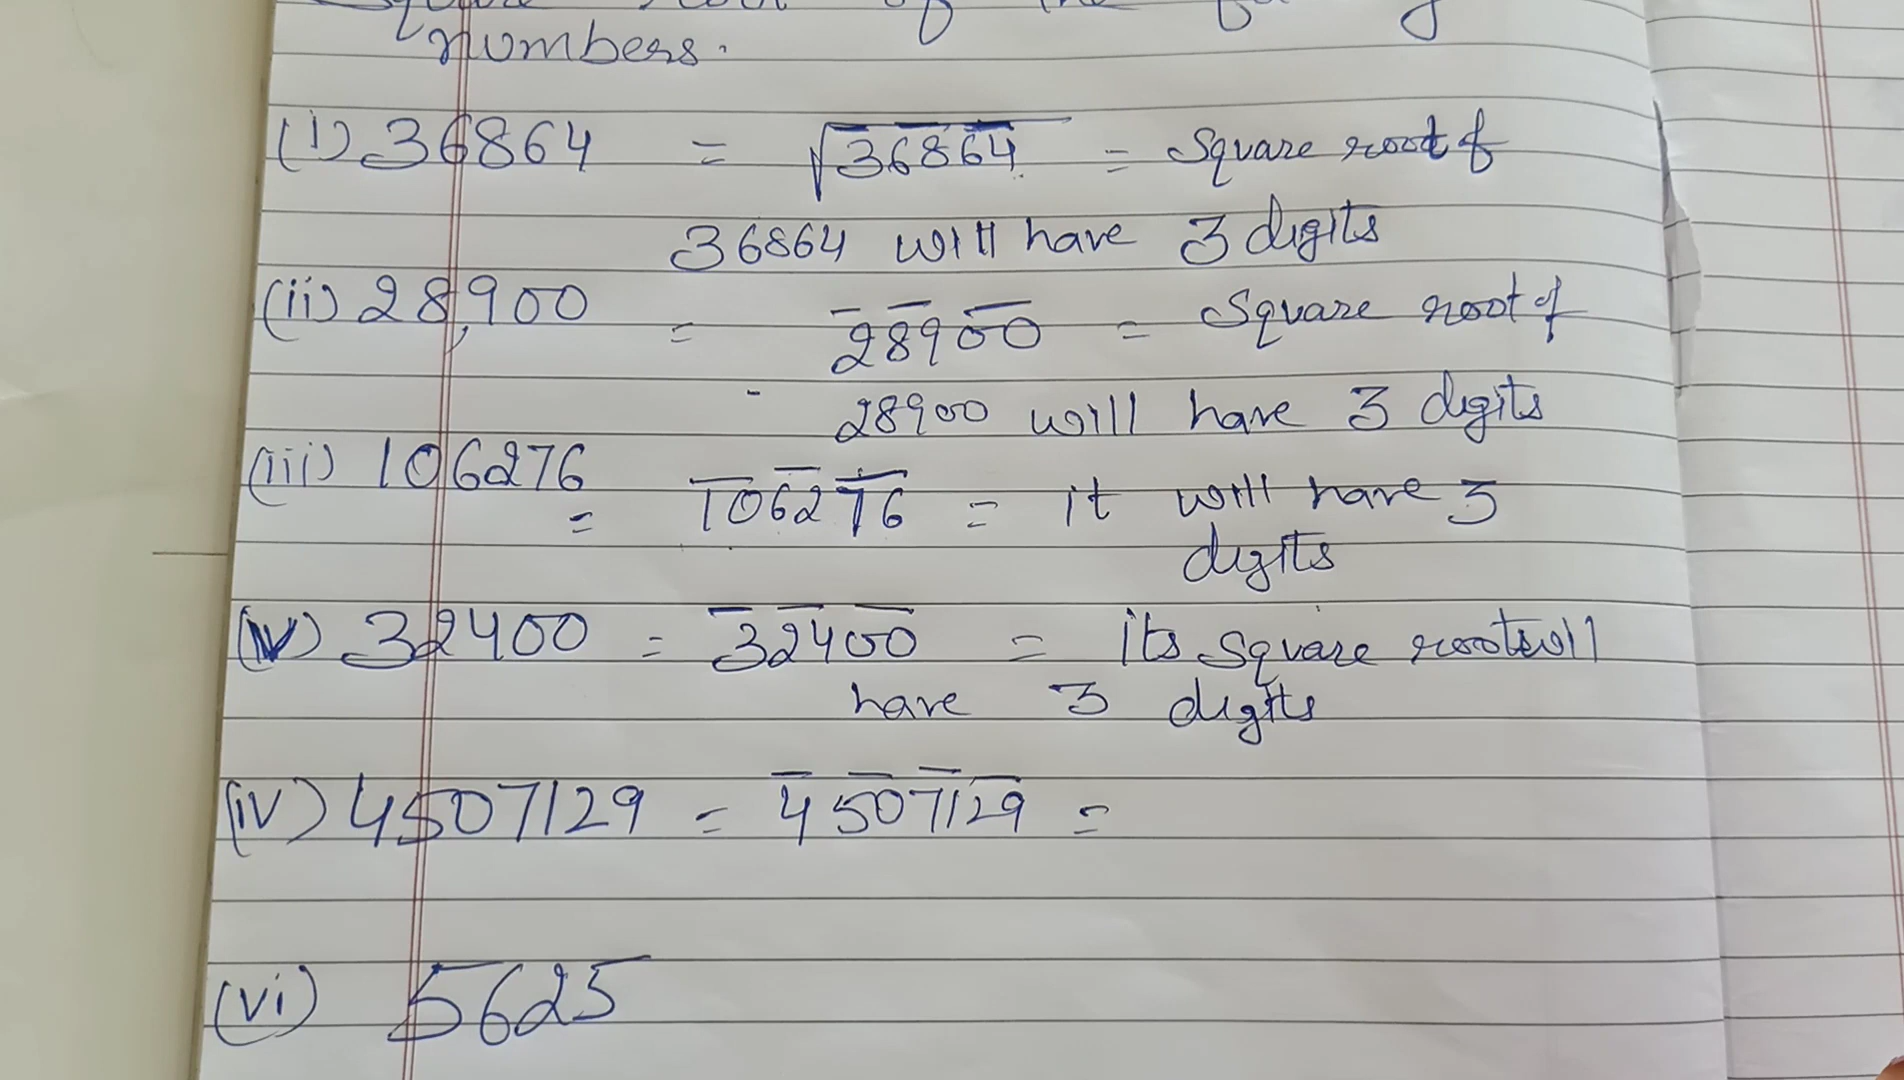 numbers.
(i) 36864 = √36864 = Square root of
36864 will have 3 digits
(ii) 28,900 = 28900 = Square root of
28900 will have 3 digits
(iii) 106276 = 106276 = it will have 3
digits
(iv) 32400 = 32400 = its square root will
have 3 digits
(iv) 4507129 = 4507129 =
(vi) 5625